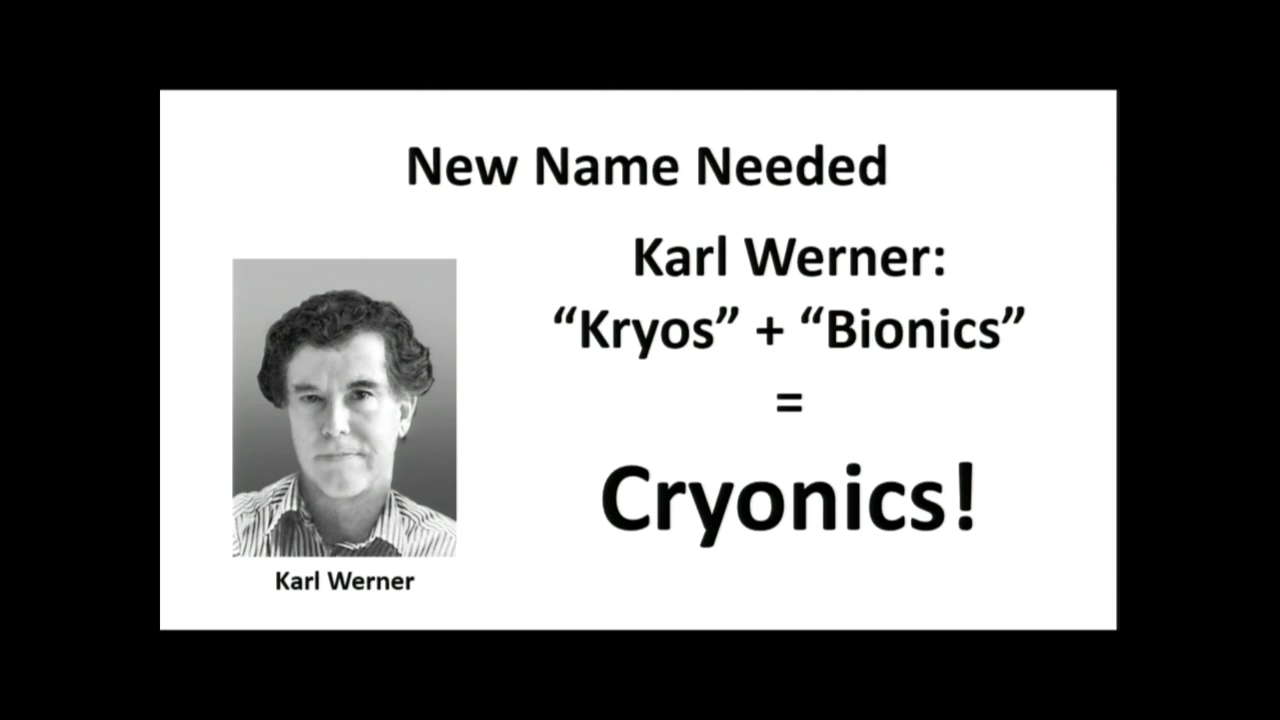 New Name Needed
Karl Werner:
“Kryos” + “Bionics”
=
Cryonics!
Karl Werner